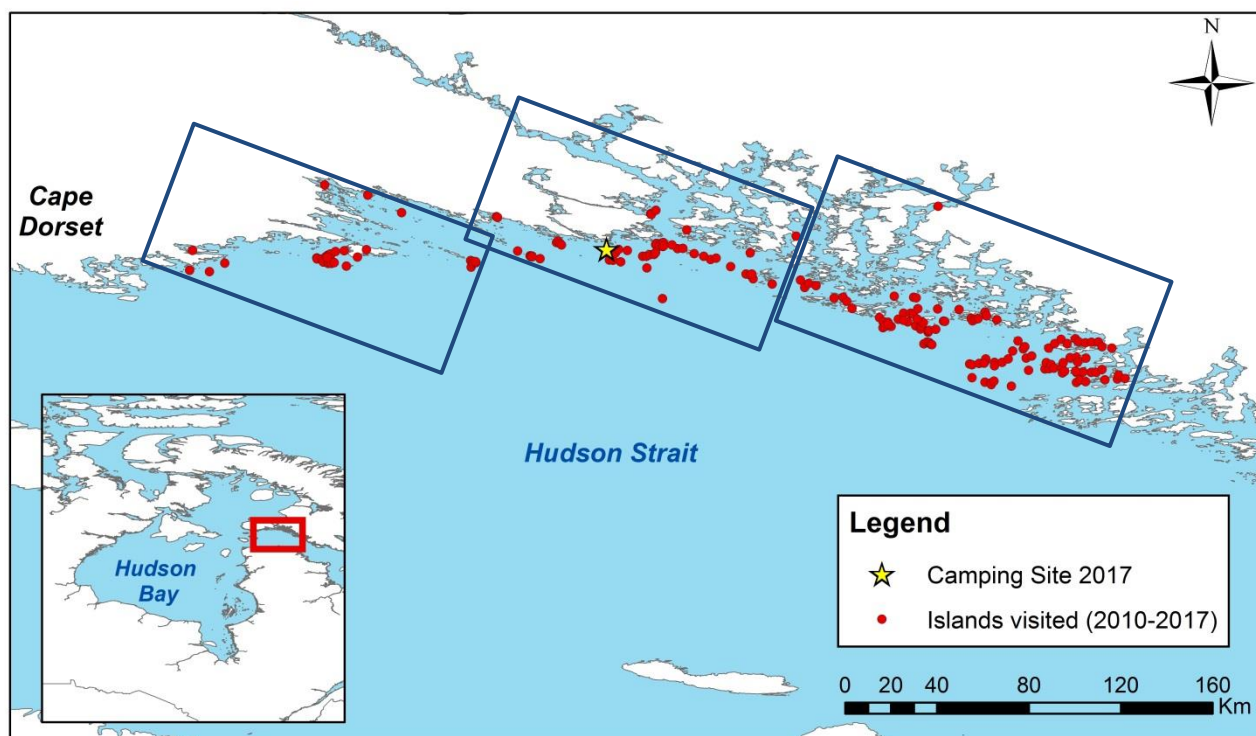 N
Cape
Dorset
Hudson Strait
Hudson
Bay
Legend
Camping Site 2017
Islands visited (2010-2017)
0 20 40 80 120 160
Km